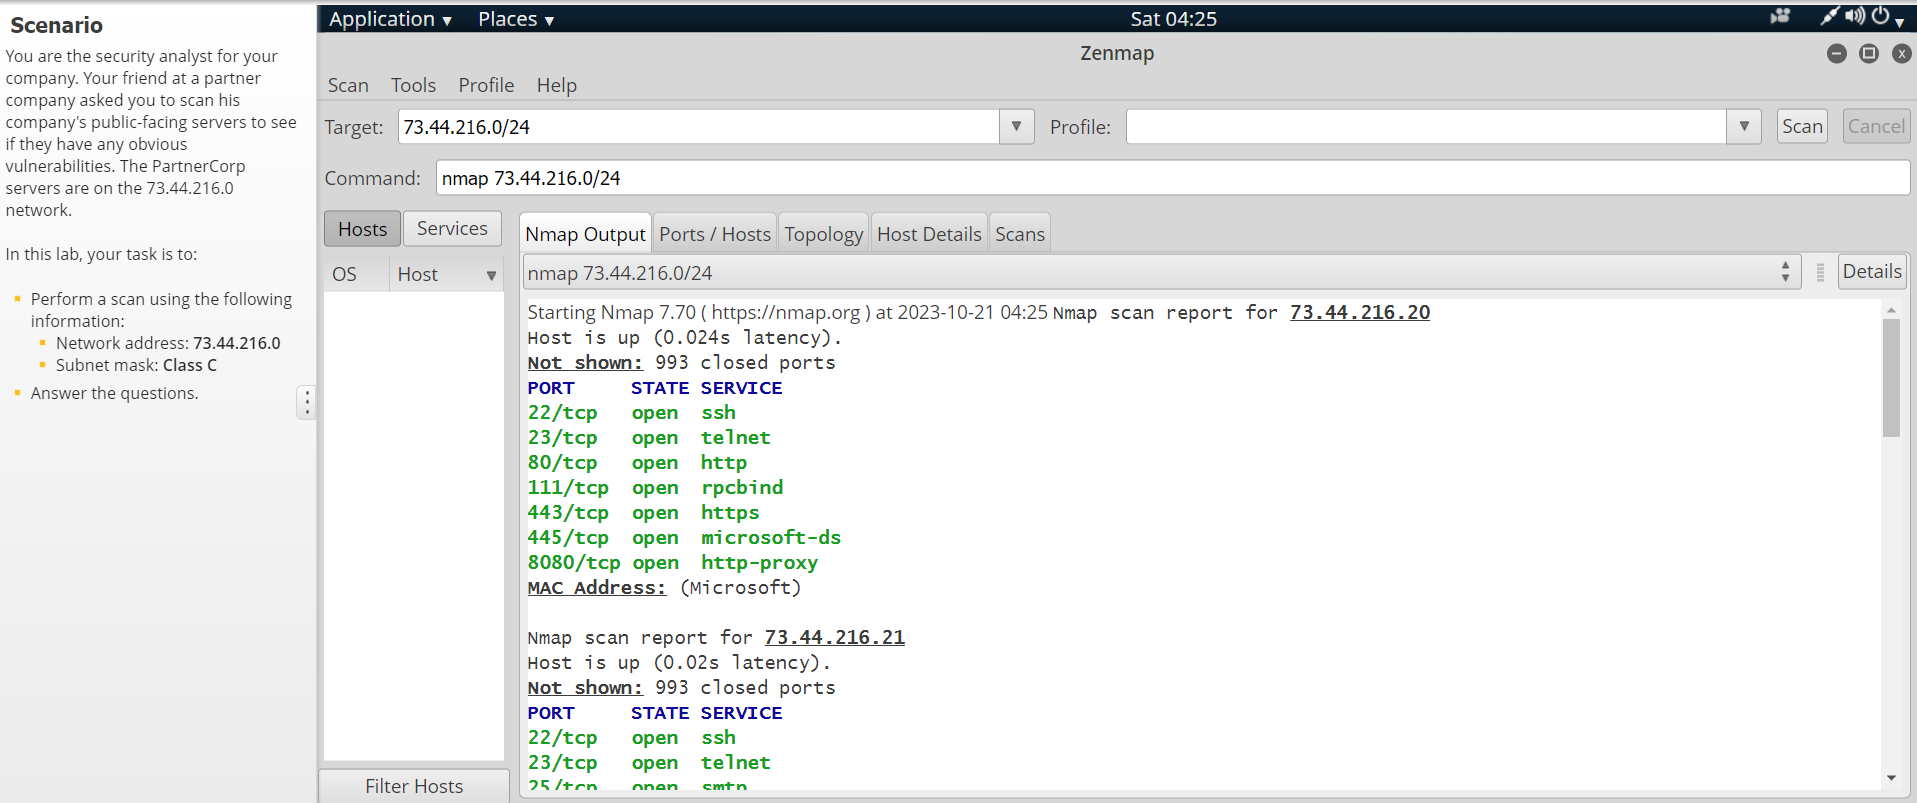 Scenario
You are the security analyst for your
company. Your friend at a partner
company asked you to scan his
company's public-facing servers to see
if they have any obvious
vulnerabilities. The PartnerCorp
servers are on the 73.44.216.0
network.
In this lab, your task is to:
Perform a scan using the following
information:
Network address: 73.44.216.0
Subnet mask: Class C
Answer the questions.
Application Places Sat 04:25
Zenmap
Scan Tools Profile Help
Target: 73.44.216.0/24 Profile: Scan Cancel
Command: nmap 73.44.216.0/24
Hosts Services
OS Host
Filter Hosts
Nmap Output Ports / Hosts Topology Host Details Scans
nmap 73.44.216.0/24 Details
Starting Nmap 7.70 ( https://nmap.org ) at 2023-10-21 04:25 Nmap scan report for 73.44.216.20
Host is up (0.024s latency).
Not shown: 993 closed ports
PORT STATE SERVICE
22/tcp open ssh
23/tcp open telnet
80/tcp open http
111/tcp open rpcbind
443/tcp open https
445/tcp open microsoft-ds
8080/tcp open http-proxy
MAC Address: (Microsoft)
Nmap scan report for 73.44.216.21
Host is up (0.02s latency).
Not shown: 993 closed ports
PORT STATE SERVICE
22/tcp open ssh
23/tcp open telnet
25/tcp open smtp